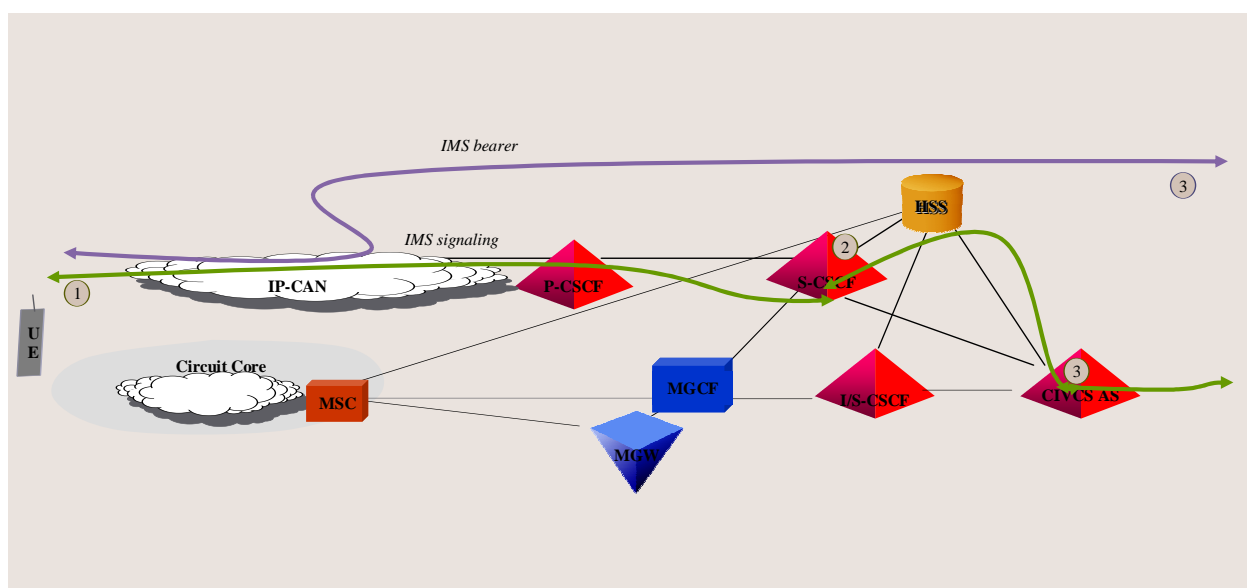 IMS bearer
3
HSS
IMS signaling
2
IP-CAN
P-CSCF
S-CSCF
1
U
E
Circuit Core
MSC
MGCF
I/S-CSCF
3
CIVCS AS
MGW